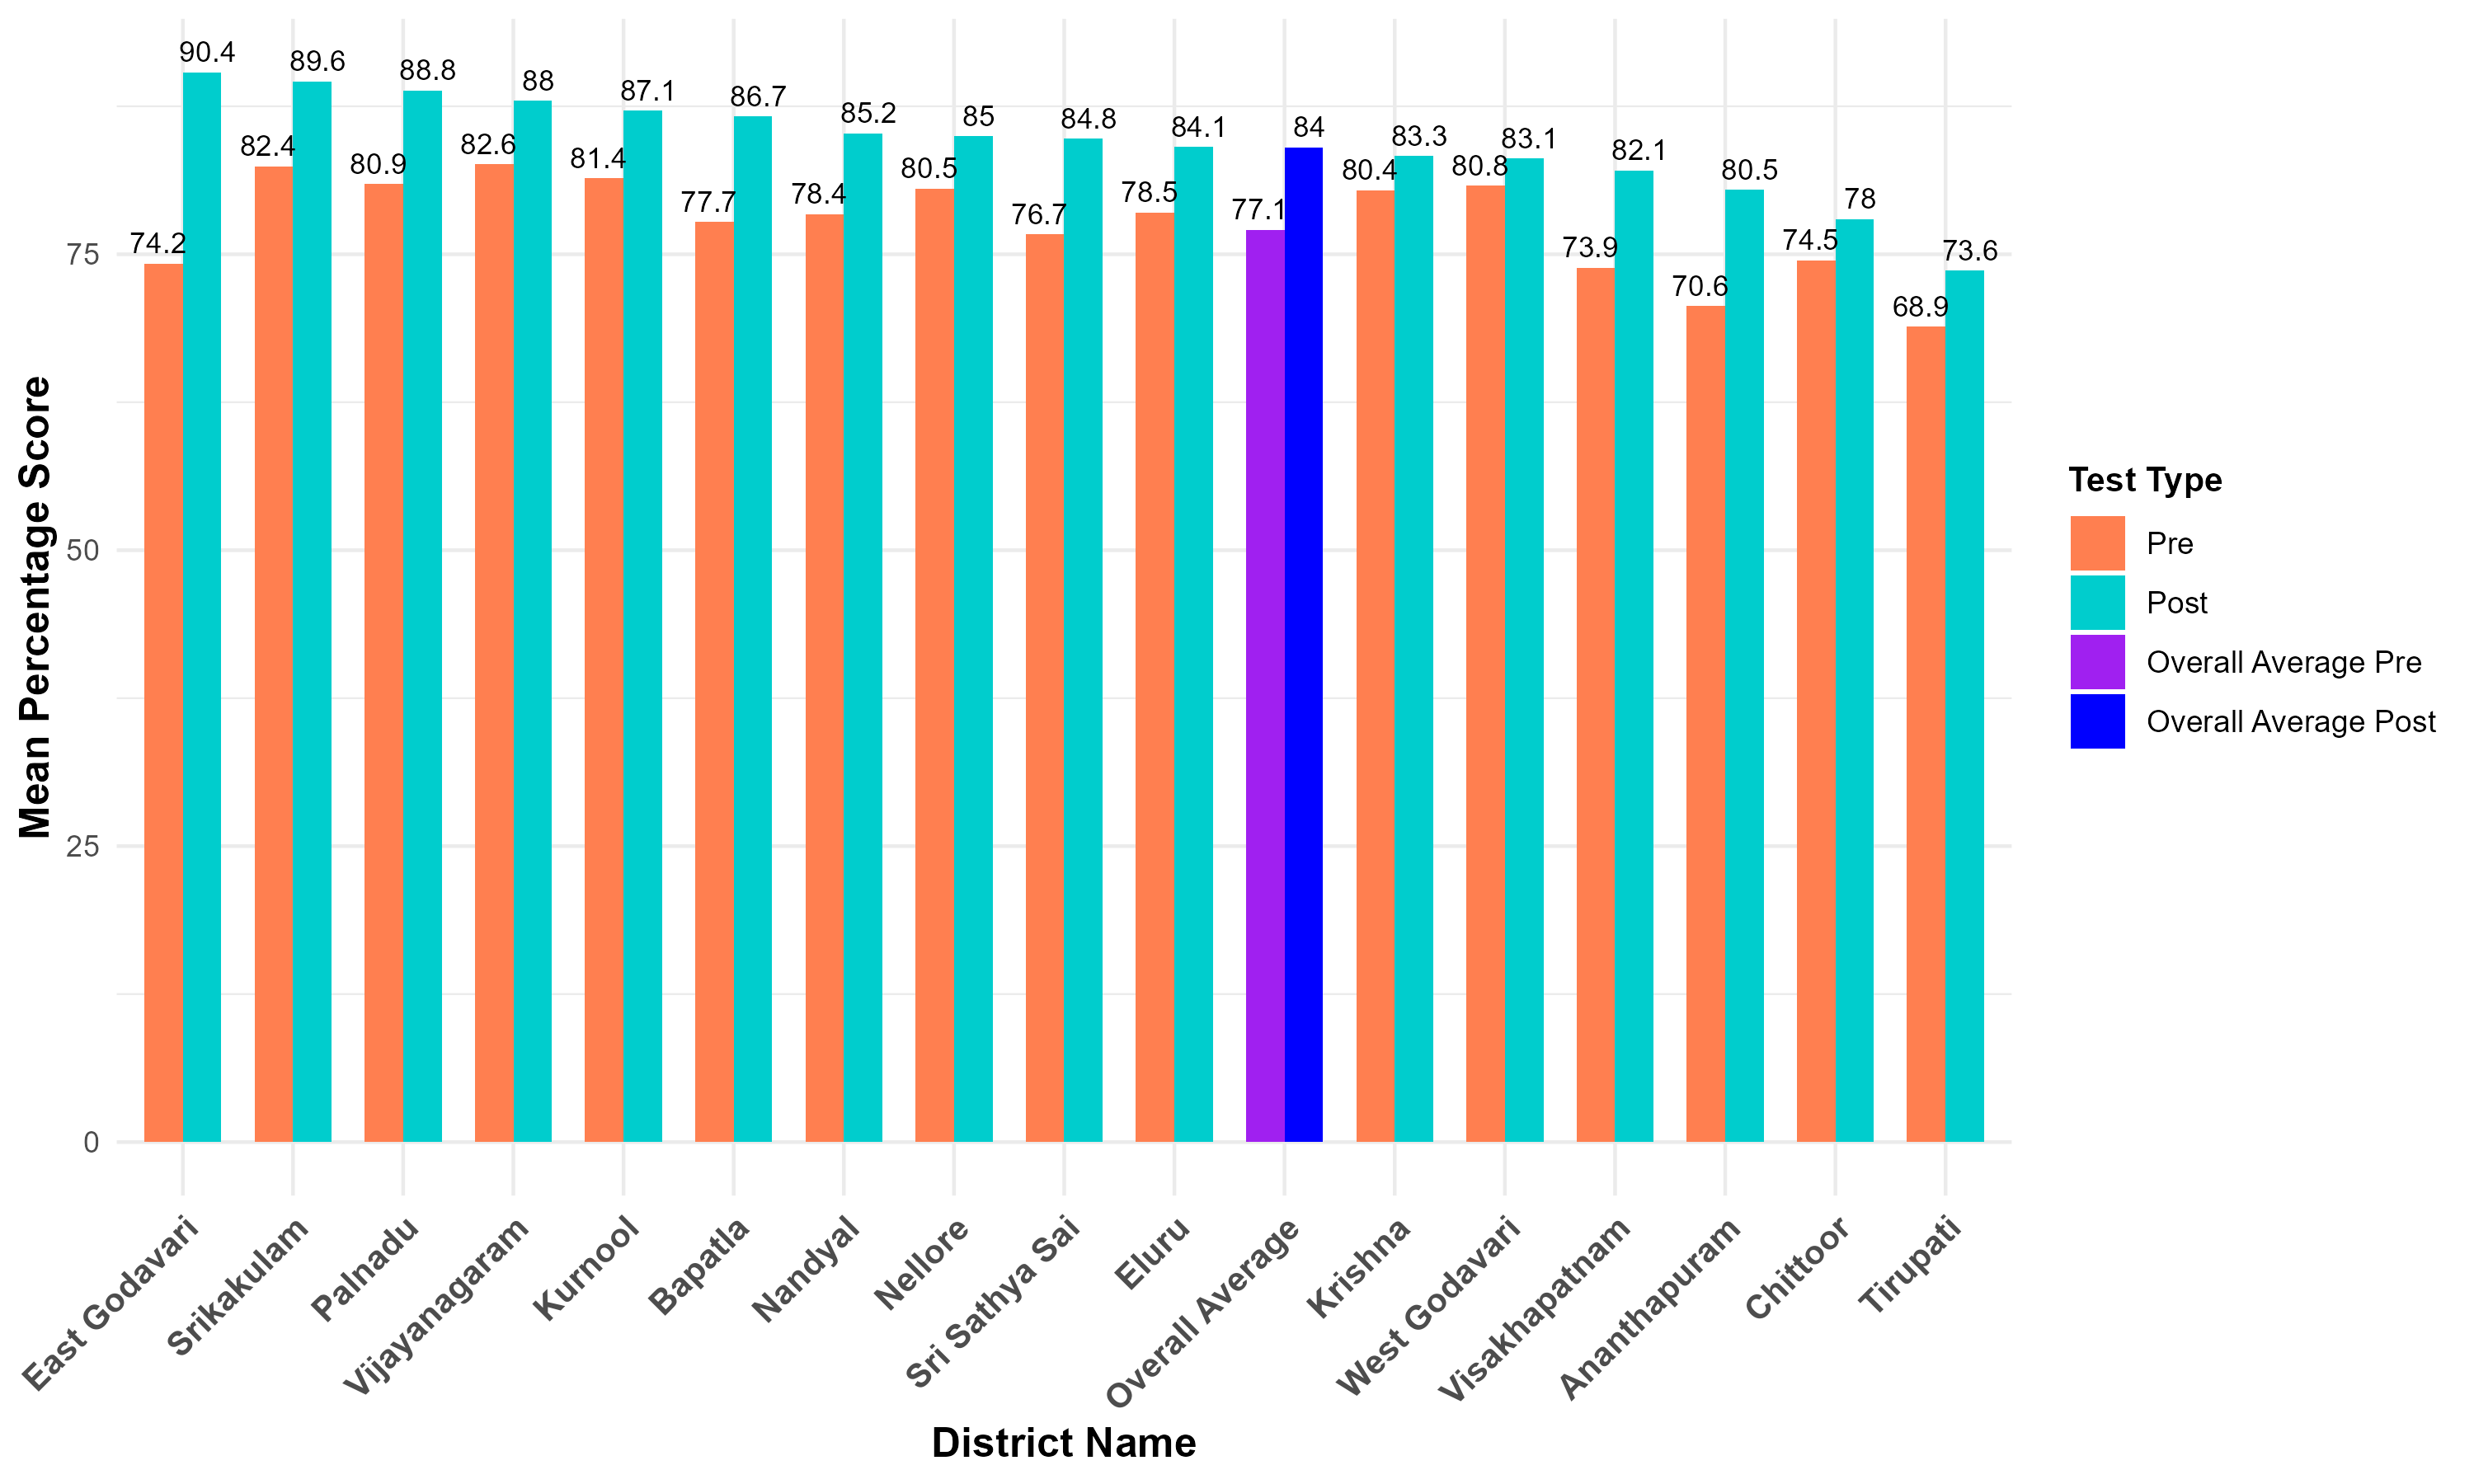 90.4
89.6
88.8
88
87.1
86.7
85.2
85
84.8
84.1
84
83.3
83.1
82.1
80.5
78
73.6
74.2
82.4
80.9
82.6
81.4
77.7
78.4
80.5
76.7
78.5
77.1
80.4
80.8
73.9
70.6
74.5
68.9
75
50
25
0
Mean Percentage Score
East Godavari
Srikakulam
Palnadu
Vijayanagaram
Kurnool
Bapatla
Nandyal
Nellore
Sri Sathya Sai
Eluru
Overall Average
Krishna
West Godavari
Visakhapatnam
Ananthapuram
Chittoor
Tirupati
District Name
Test Type
Pre
Post
Overall Average Pre
Overall Average Post